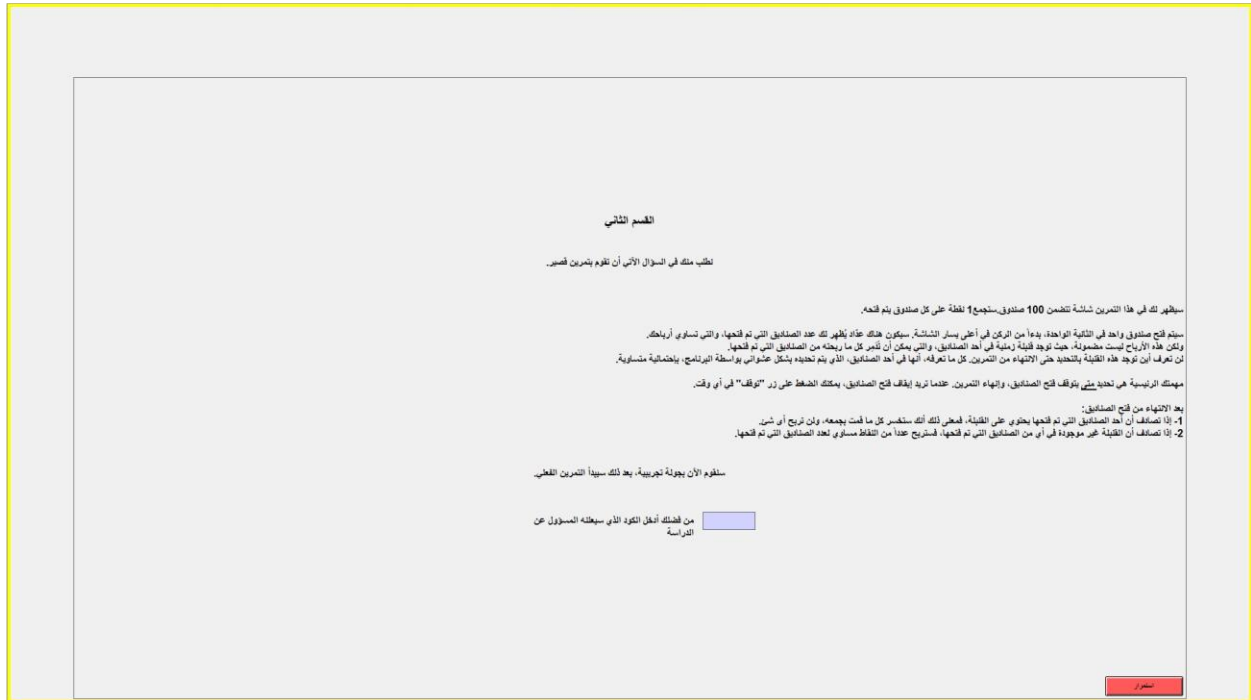 القسم الثاني
نطلب منك في السؤال الآتي أن تقوم بتمرين قصير.
سيظهر لك في هذا التمرين شاشة تتضمن 100 صندوق.ستجمع1 نقطة على كل صندوق يتم فتحه.
سيتم فتح صندوق واحد في الثانية الواحدة، بدءاً من الركن في أعلى يسار الشاشة. سيكون هناك عدّاد يُظهر لك عدد الصناديق التي تم فتحها، والتي تساوي أرباحك.
ولكن هذه الأرباح ليست مضمونة، حيث توجد قنبلة زمنية في أحد الصناديق، والتي يمكن أن تُدمِر كل ما ربحته من الصناديق التي تم فتحها.
لن تعرف أين توجد هذه القنبلة بالتحديد حتى الانتهاء من التمرين. كل ما تعرفه، أنها في أحد الصناديق، الذي يتم تحديده بشكل عشوائي بواسطة البرنامج، بإحتمالية متساوية.
مهمتك الرئيسية هي تحديد متى يتوقف فتح الصناديق، وإنهاء التمرين. عندما تريد إيقاف فتح الصناديق، يمكنك الضغط على زر "توقف" في أي وقت.
بعد الانتهاء من فتح الصناديق:
1- إذا تصادف أن أحد الصناديق التي تم فتحها يحتوي على القنبلة، فمعنى ذلك أنك ستخسر كل ما قمت بجمعه، ولن تربح أى شئ.
2- إذا تصادف أن القنبلة غير موجودة في أي من الصناديق التي تم فتحها، فستربح عدداً من النقاط مساوي لعدد الصناديق التي تم فتحها.
سنقوم الآن بجولة تجريبية، بعد ذلك سيبدأ التمرين الفعلي.
من فضلك أدخل الكود الذي سيعلنه المسؤول عن
الدراسة
استمرار